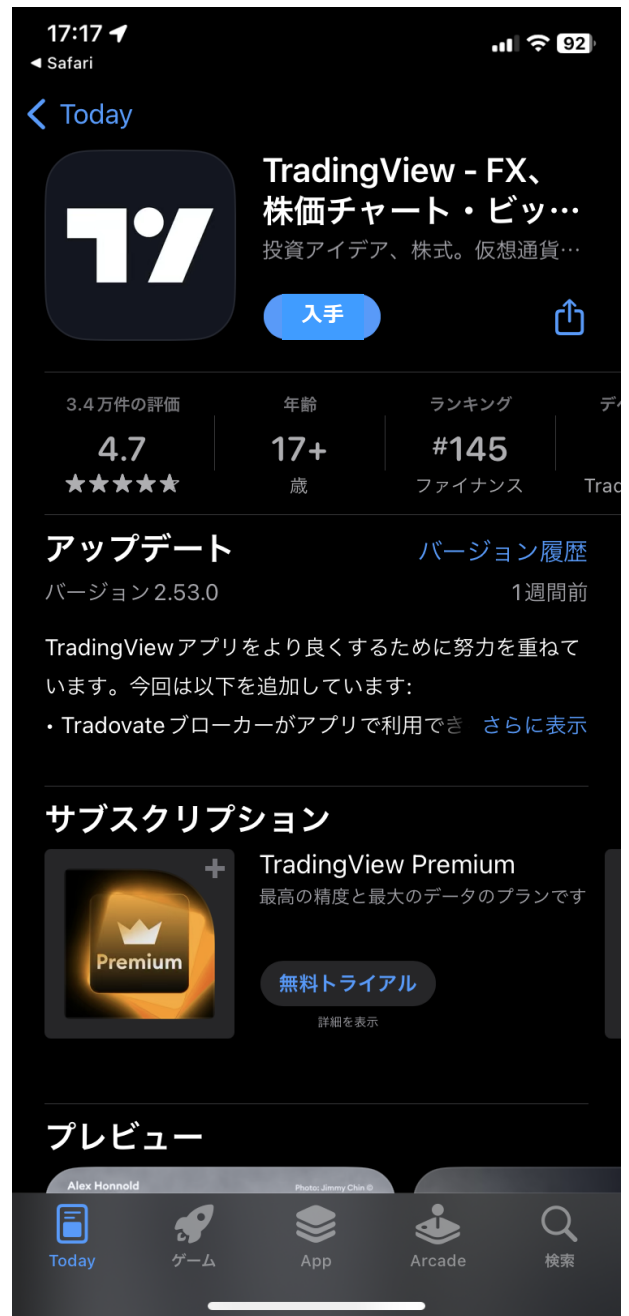 17:17
92
◀ Safari
Today
TradingView - FX、
株価チャート・ビッ…
投資アイデア、株式。仮想通貨…
入手
3.4万件の評価
年齢
ランキング
デベ
4.7
17+
#145
★★★★★
歳
ファイナンス
Trad
アップデート
バージョン履歴
バージョン 2.53.0
1週間前
TradingViewアプリをより良くするために努力を重ねて
います。今回は以下を追加しています:
・Tradovateブローカーがアプリで利用でき
さらに表示
サブスクリプション
Premium
TradingView Premium
最高の精度と最大のデータのプランです
無料トライアル
詳細を表示
プレビュー
Alex Honnold
Photo: Jimmy Chin ©
Today
ゲーム
App
Arcade
検索